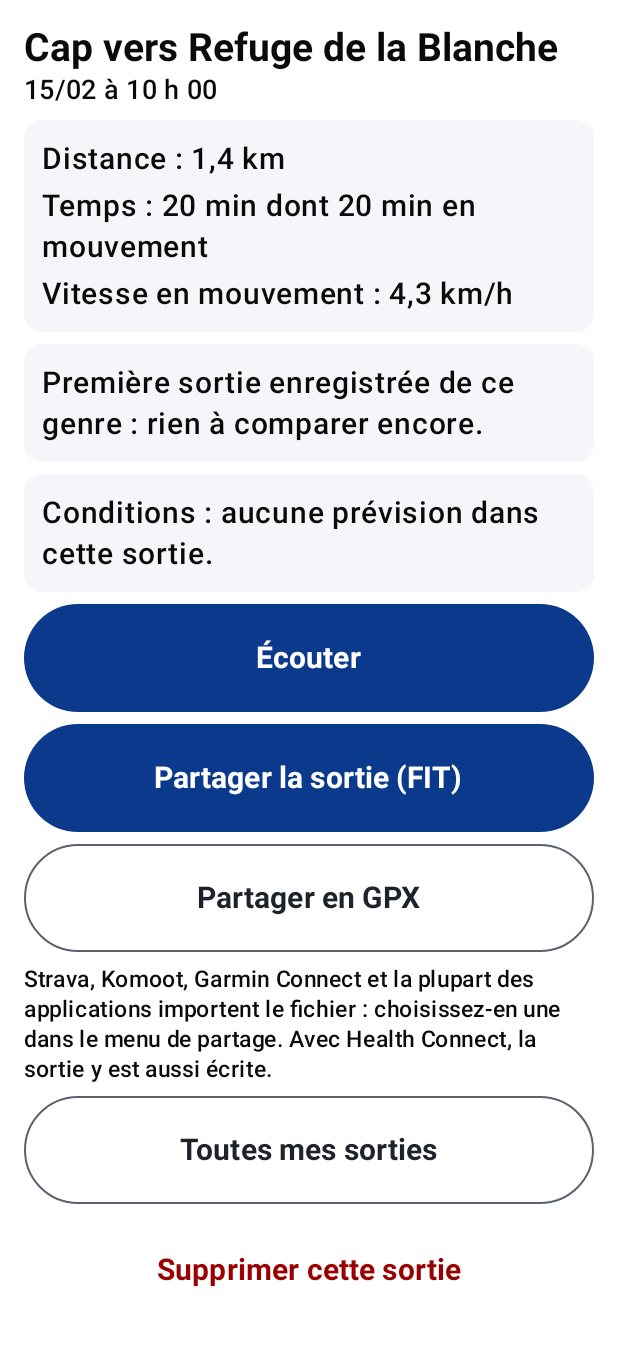 Cap vers Refuge de la Blanche
15/02 à 10 h 00
Distance : 1,4 km
Temps : 20 min dont 20 min en
mouvement
Vitesse en mouvement : 4,3 km/h
Première sortie enregistrée de ce
genre : rien à comparer encore.
Conditions : aucune prévision dans
cette sortie.
Écouter
Partager la sortie (FIT)
Partager en GPX
Strava, Komoot, Garmin Connect et la plupart des
applications importent le fichier : choisissez-en une
dans le menu de partage. Avec Health Connect, la
sortie y est aussi écrite.
Toutes mes sorties
Supprimer cette sortie